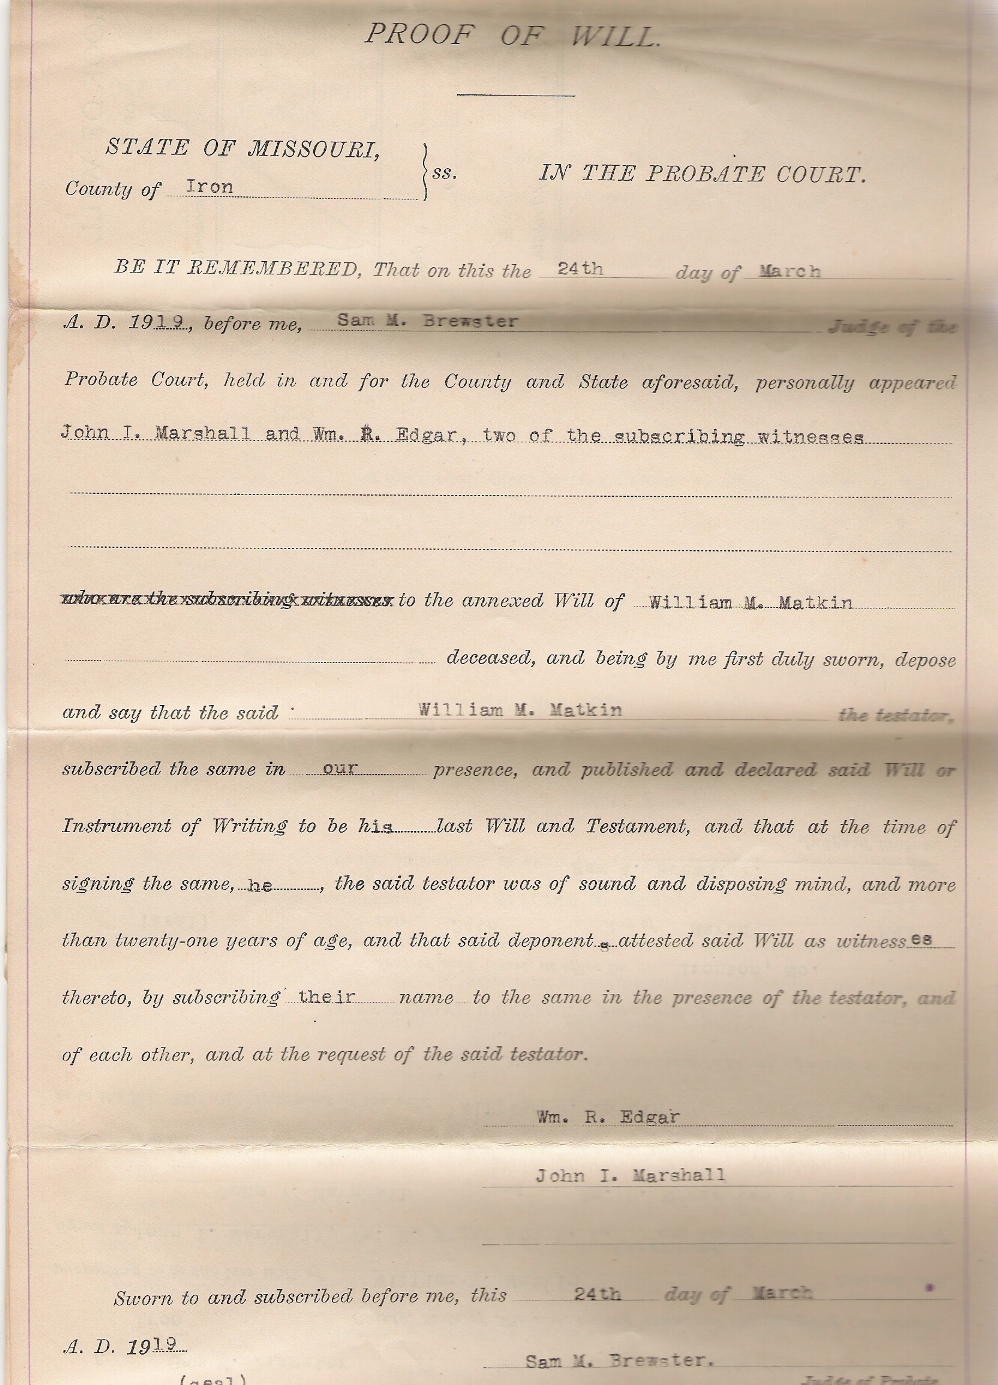 PROOF OF WILL.
STATE OF MISSOURI,
County of Iron
ss.
IN THE PROBATE COURT.
BE IT REMEMBERED, That on this the 24th day of March
A. D. 1919, before me, Sam M. Brewster Judge of the
Probate Court, held in and for the County and State aforesaid, personally appeared
John I. Marshall and Wm. R. Edgar, two of the subscribing witnesses
who are the subscribing witnesses to the annexed Will of William M. Matkin
deceased, and being by me first duly sworn, depose
and say that the said William M. Matkin the testator,
subscribed the same in our presence, and published and declared said Will or
Instrument of Writing to be his last Will and Testament, and that at the time of
signing the same, he, the said testator was of sound and disposing mind, and more
than twenty-one years of age, and that said deponents attested said Will as witnesses
thereto, by subscribing their name to the same in the presence of the testator, and
of each other, and at the request of the said testator.
Wm. R. Edgar
John I. Marshall
Sworn to and subscribed before me, this 24th day of March
A. D. 1919
Sam M. Brewster.
(seal)
Judge of Probate